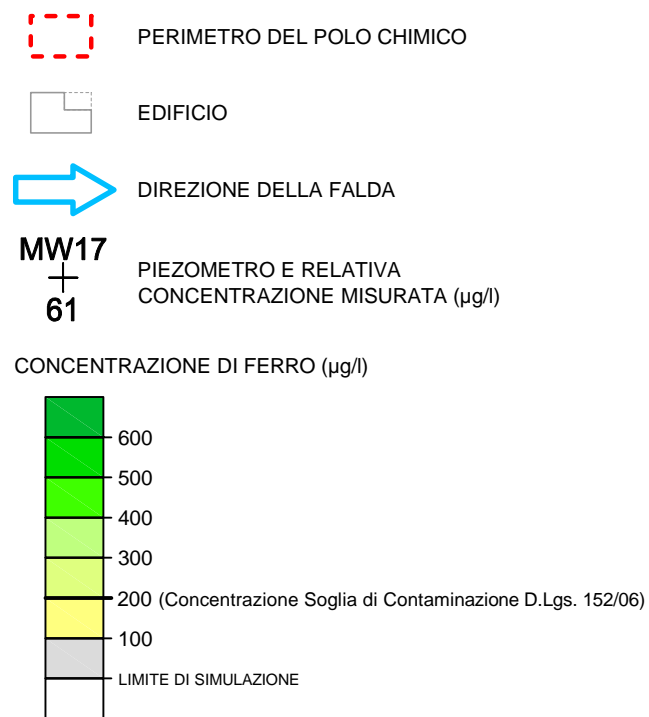 PERIMETRO DEL POLO CHIMICO
EDIFICIO
DIREZIONE DELLA FALDA
MW17
61
PIEZOMETRO E RELATIVA
CONCENTRAZIONE MISURATA (µg/l)
CONCENTRAZIONE DI FERRO (µg/l)
600
500
400
300
200 (Concentrazione Soglia di Contaminazione D.Lgs. 152/06)
100
LIMITE DI SIMULAZIONE